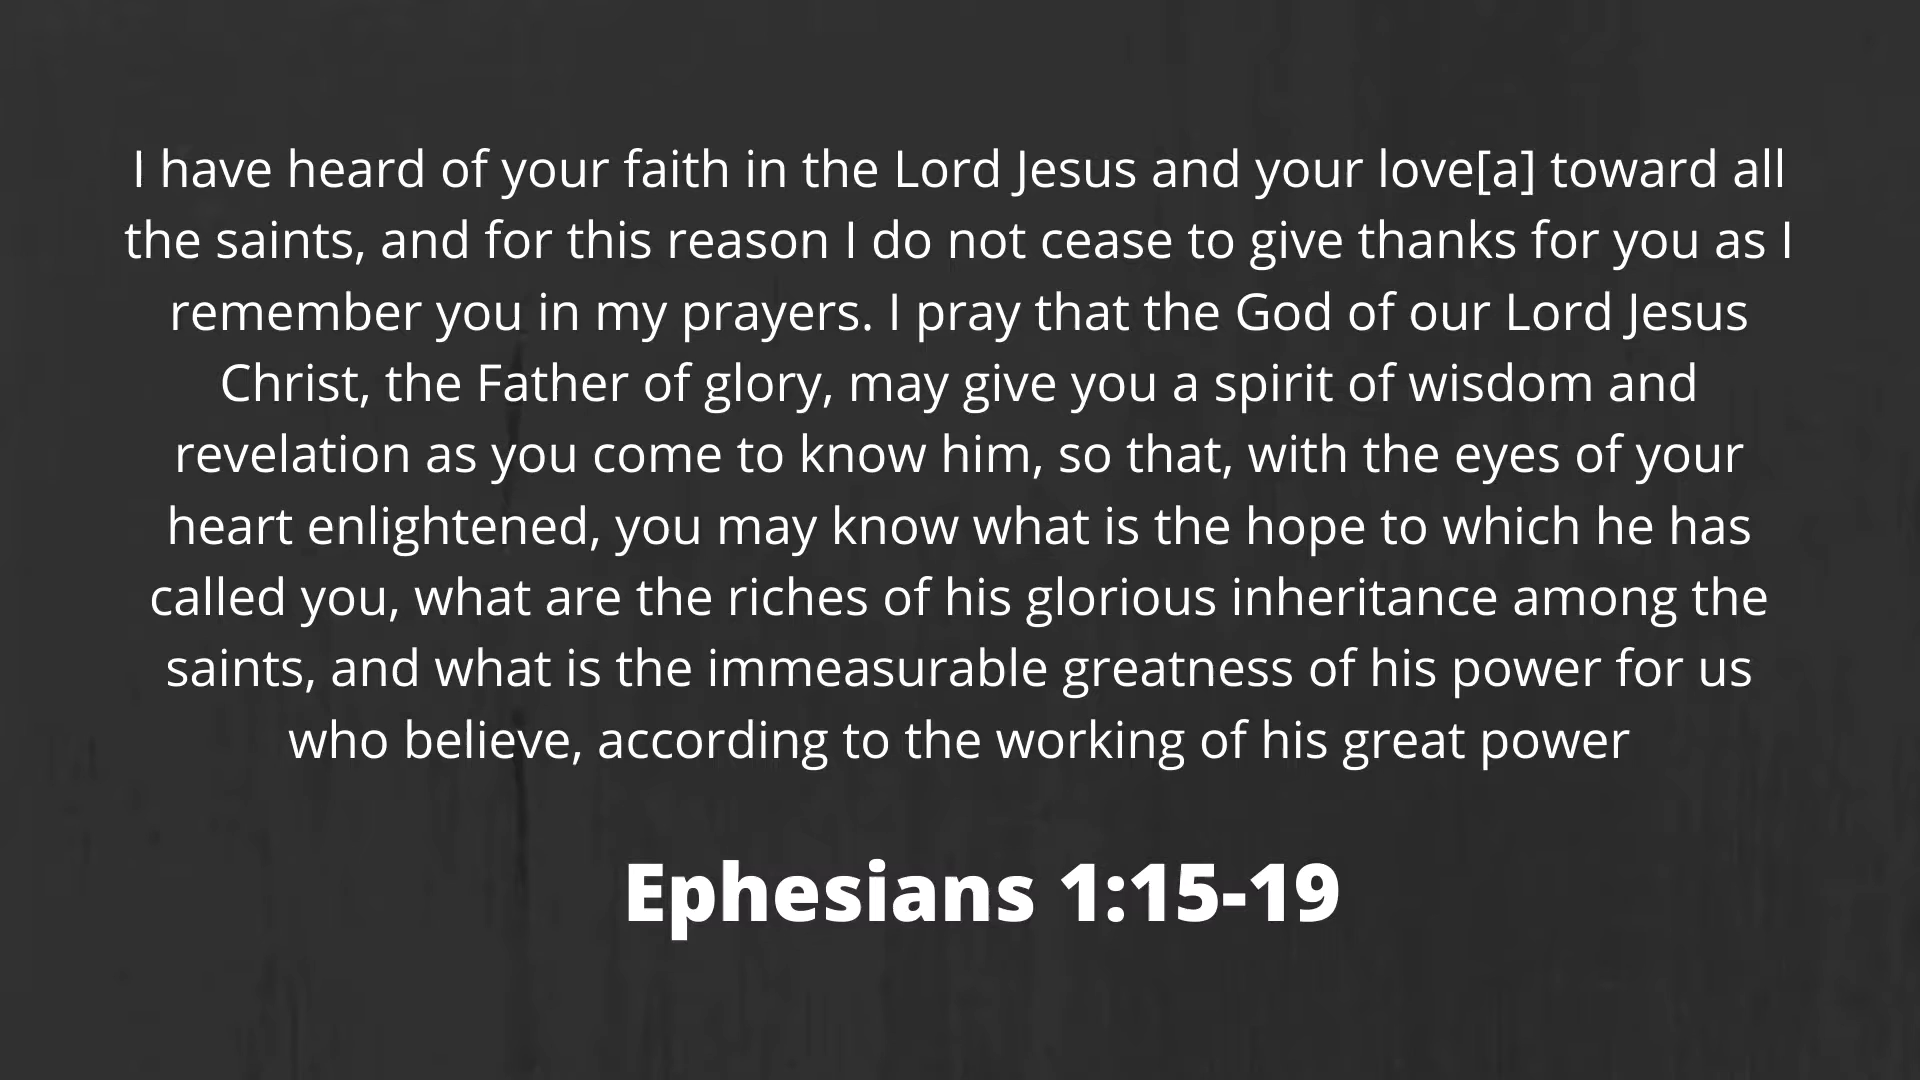 I have heard of your faith in the Lord Jesus and your love[a] toward all
the saints, and for this reason I do not cease to give thanks for you as I
remember you in my prayers. I pray that the God of our Lord Jesus
Christ, the Father of glory, may give you a spirit of wisdom and
revelation as you come to know him, so that, with the eyes of your
heart enlightened, you may know what is the hope to which he has
called you, what are the riches of his glorious inheritance among the
saints, and what is the immeasurable greatness of his power for us
who believe, according to the working of his great power
Ephesians 1:15-19